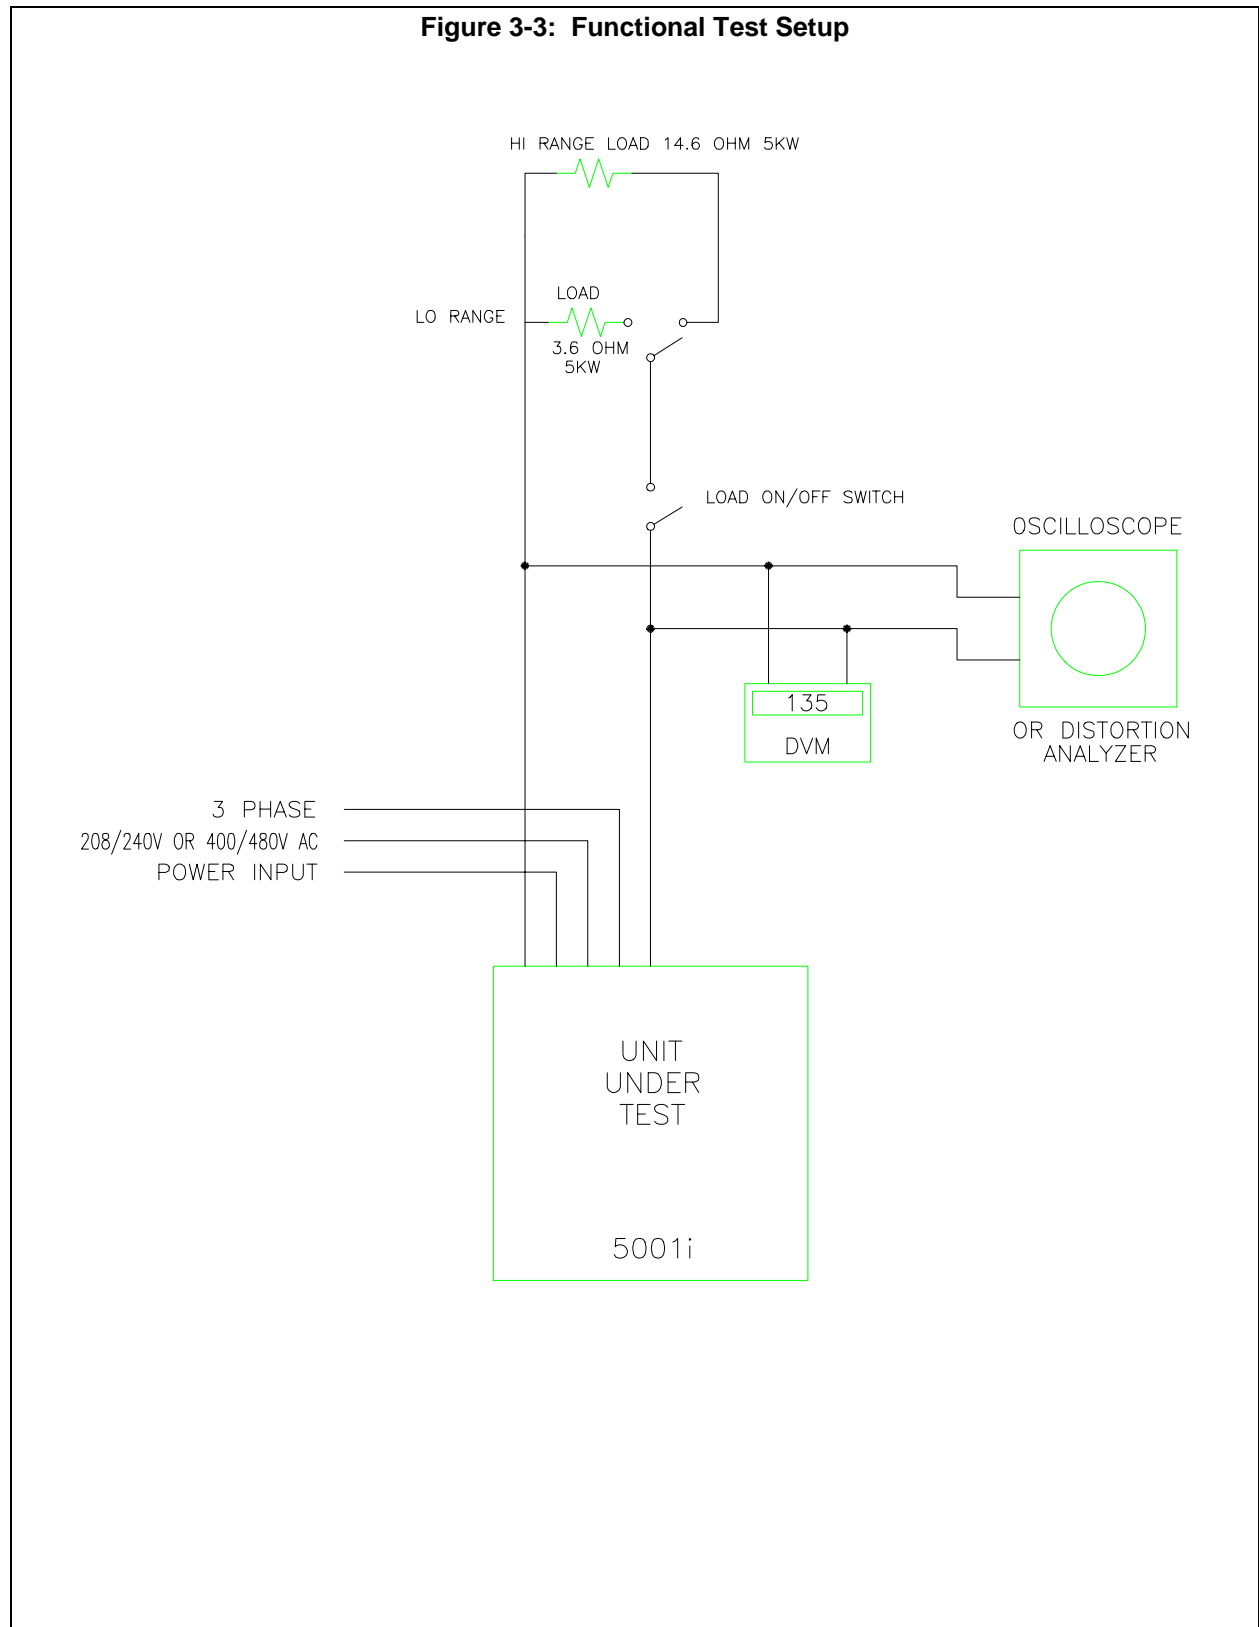 Figure 3-3:  Functional Test Setup
HI RANGE LOAD 14.6 OHM 5KW
LOAD
LO RANGE
3.6 OHM
5KW
LOAD ON/OFF SWITCH
OSCILLOSCOPE
135
DVM
OR DISTORTION
ANALYZER
3 PHASE
208/240V OR 400/480V AC
POWER INPUT
UNIT
UNDER
TEST
5001i